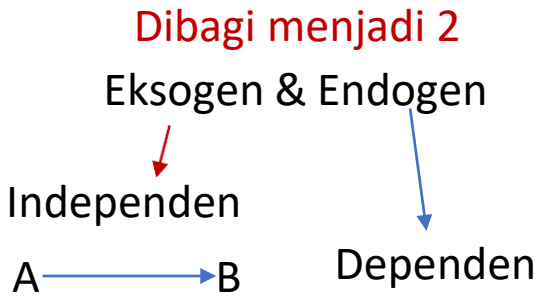 Dibagi menjadi 2
Eksogen & Endogen
Independen
Dependen
A B